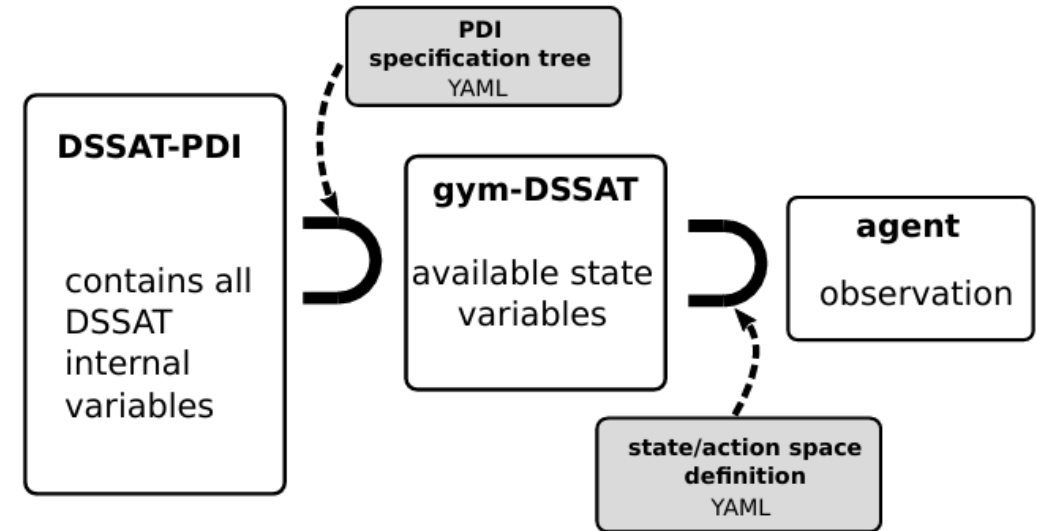 PDI
specification tree
YAML
DSSAT-PDI
contains all
DSSAT
internal
variables
gym-DSSAT
available state
variables
agent
observation
state/action space
definition
YAML